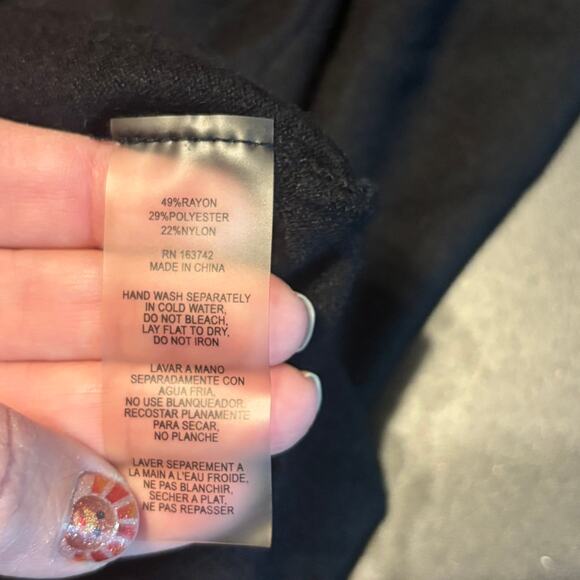 49%RAYON
29%POLYESTER
22%NYLON
RN 163742
MADE IN CHINA
HAND WASH SEPARATELY
IN COLD WATER,
DO NOT BLEACH,
LAY FLAT TO DRY,
DO NOT IRON
LAVAR A MANO
SEPARADAMENTE CON
AGUA FRIA,
NO USE BLANQUEADOR,
RECOSTAR PLANAMENTE
PARA SECAR,
NO PLANCHE
LAVER SEPAREMENT A
LA MAIN A L'EAU FROIDE,
NE PAS BLANCHIR,
SECHER A PLAT,
NE PAS REPASSER